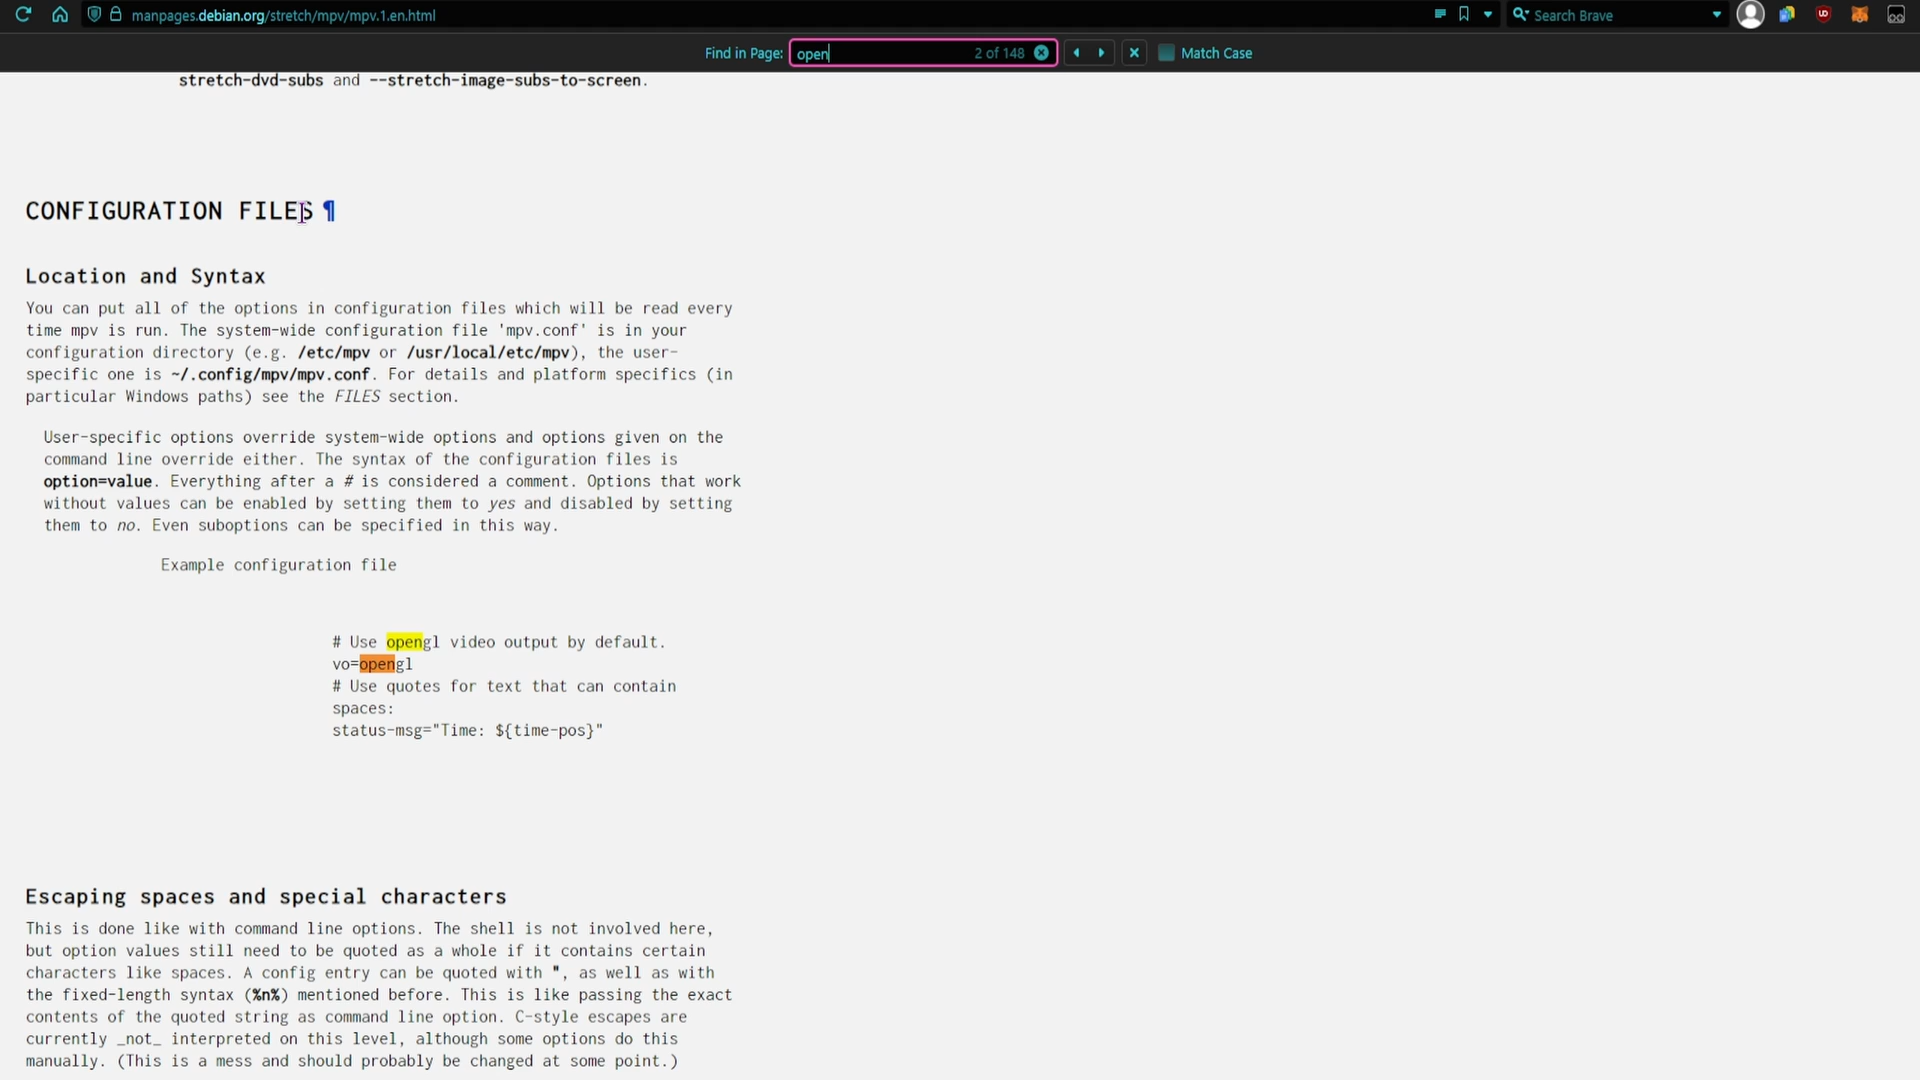 manpages.debian.org/stretch/mpv/mpv.1.en.html
Search Brave
Find in Page: open 2 of 148 Match Case
stretch-dvd-subs and --stretch-image-subs-to-screen.
CONFIGURATION FILES ¶
Location and Syntax
You can put all of the options in configuration files which will be read every
time mpv is run. The system-wide configuration file 'mpv.conf' is in your
configuration directory (e.g. /etc/mpv or /usr/local/etc/mpv), the user-
specific one is ~/.config/mpv/mpv.conf. For details and platform specifics (in
particular Windows paths) see the FILES section.
User-specific options override system-wide options and options given on the
command line override either. The syntax of the configuration files is
option=value. Everything after a # is considered a comment. Options that work
without values can be enabled by setting them to yes and disabled by setting
them to no. Even suboptions can be specified in this way.
Example configuration file
# Use opengl video output by default.
vo=opengl
# Use quotes for text that can contain
spaces:
status-msg="Time: ${time-pos}"
Escaping spaces and special characters
This is done like with command line options. The shell is not involved here,
but option values still need to be quoted as a whole if it contains certain
characters like spaces. A config entry can be quoted with ", as well as with
the fixed-length syntax (%n%) mentioned before. This is like passing the exact
contents of the quoted string as command line option. C-style escapes are
currently _not_ interpreted on this level, although some options do this
manually. (This is a mess and should probably be changed at some point.)